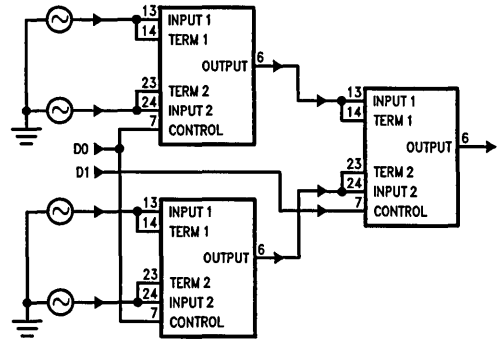 13 INPUT 1
14 TERM 1
OUTPUT 6
23 TERM 2
24 INPUT 2
7 CONTROL
D0
D1
13 INPUT 1
14 TERM 1
OUTPUT 6
23 TERM 2
24 INPUT 2
7 CONTROL
13 INPUT 1
14 TERM 1
OUTPUT 6
23 TERM 2
24 INPUT 2
7 CONTROL